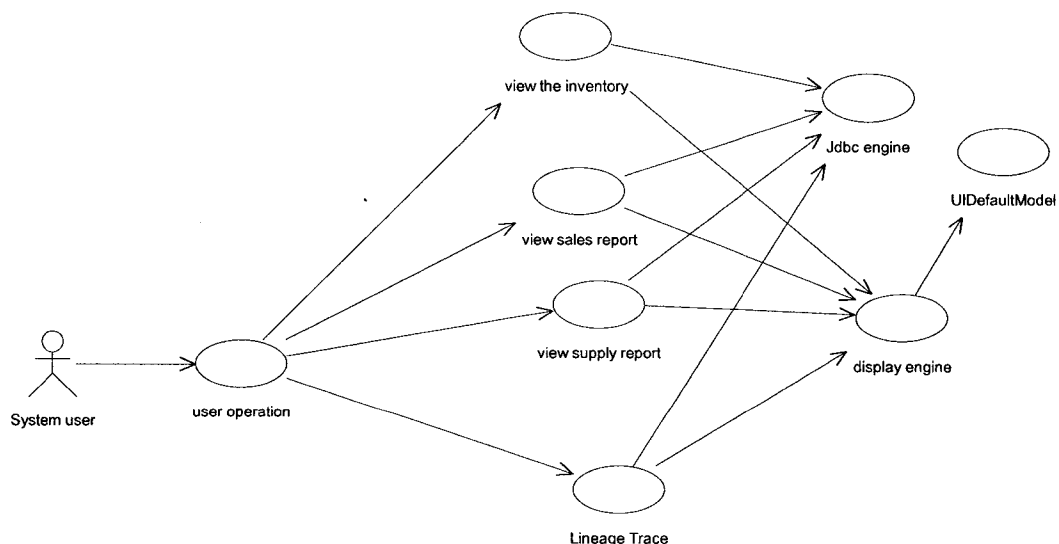 view the inventory
Jdbc engine
UIDefaultModel
view sales report
view supply report
display engine
System user
user operation
Lineage Trace